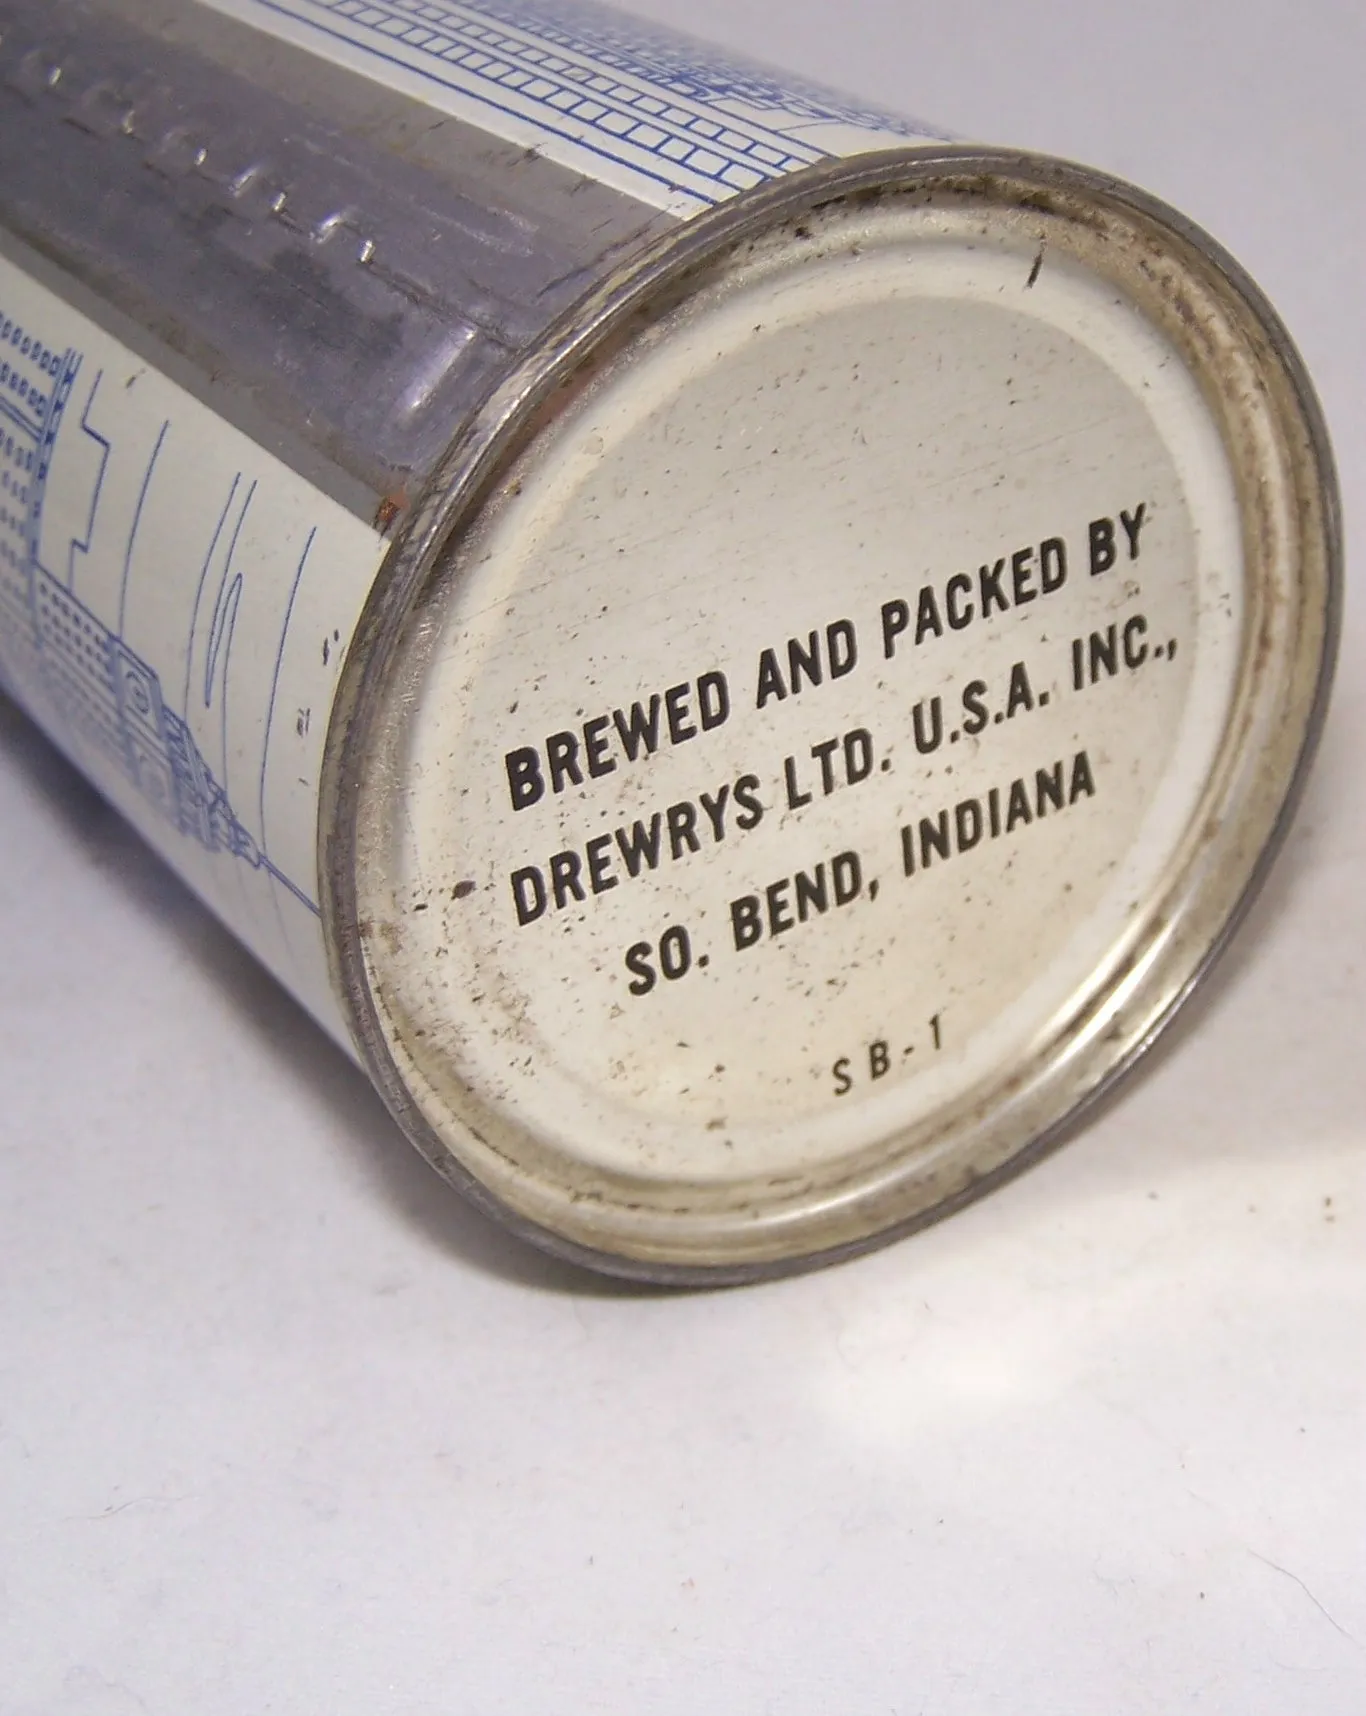 BREWED AND PACKED BY
DREWRYS LTD. U.S.A. INC.,
SO. BEND, INDIANA
SB-1